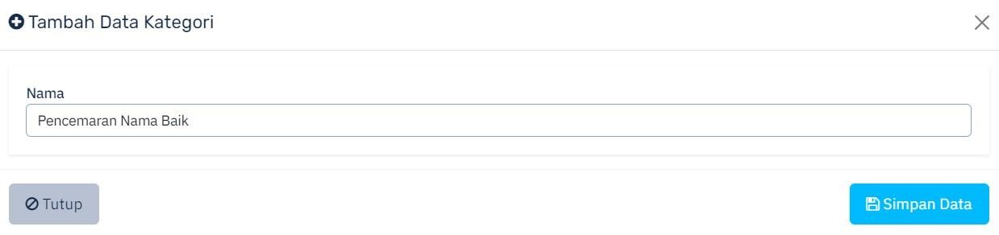 Tambah Data Kategori
Nama
Pencemaran Nama Baik
Tutup
Simpan Data